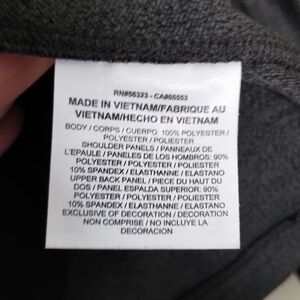 RN#56323 - CA#05553
MADE IN VIETNAM/FABRIQUE AU
VIETNAM/HECHO EN VIETNAM
BODY / CORPS / CUERPO: 100% POLYESTER /
POLYESTER / POLIESTER
SHOULDER PANELS / PANNEAUX DE
L'EPAULE / PANELES DE LOS HOMBROS: 90%
POLYESTER / POLYESTER / POLIESTER
10% SPANDEX / ELASTHANNE / ELASTANO
UPPER BACK PANEL / PIECE DU HAUT DU
DOS / PANEL ESPALDA SUPERIOR: 90%
POLYESTER / POLYESTER / POLIESTER
10% SPANDEX / ELASTHANNE / ELASTANO
EXCLUSIVE OF DECORATION / DECORATION
NON COMPRISE / NO INCLUYE LA
DECORACION